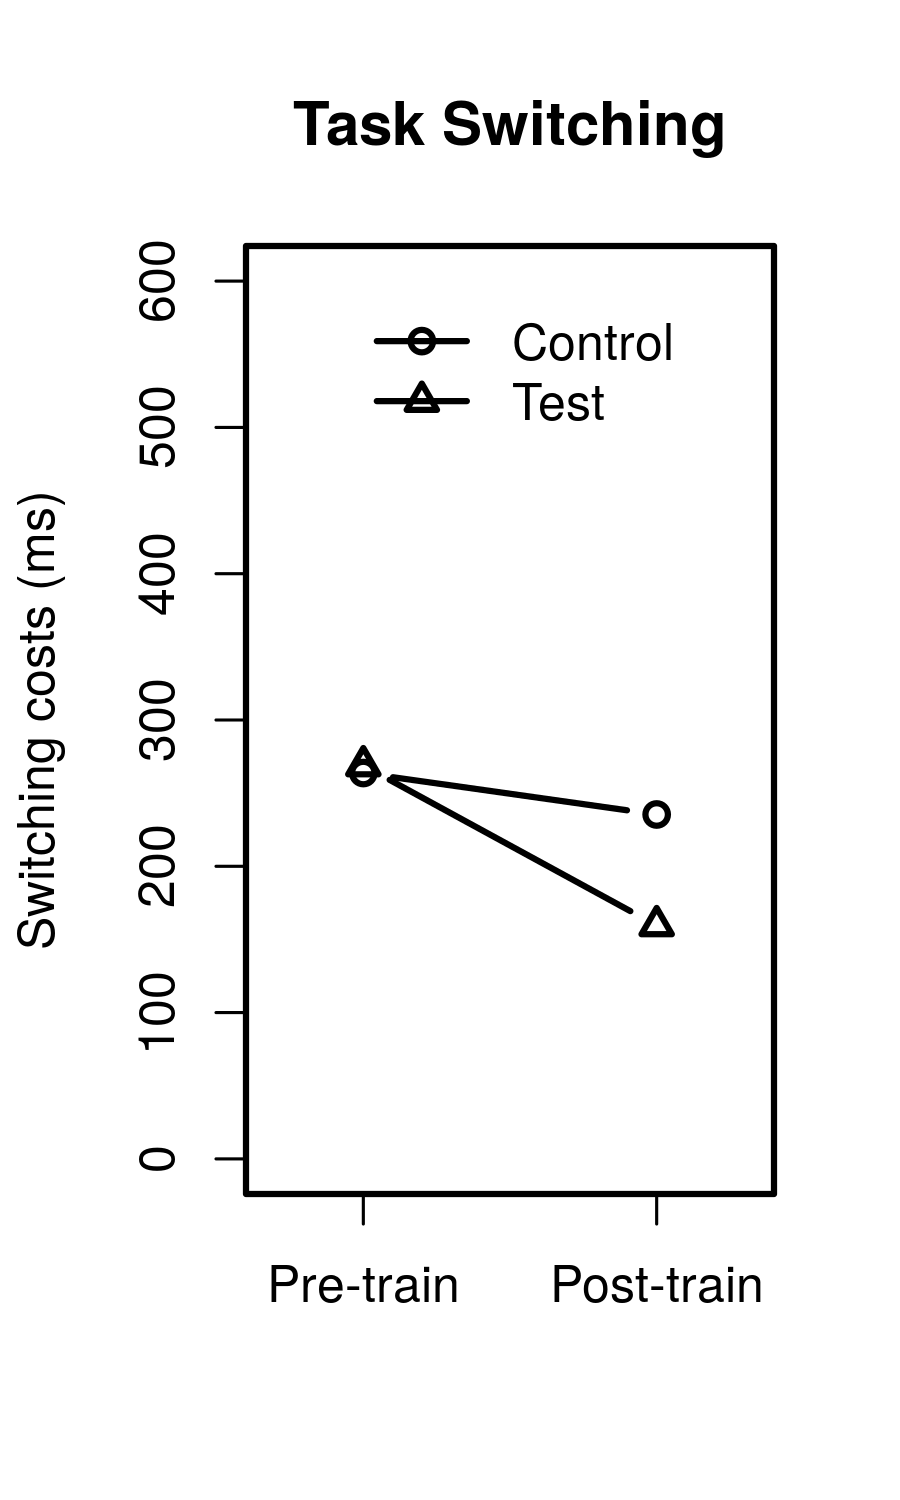 Task Switching
Control
Test
Switching costs (ms)
600
500
400
300
200
100
0
Pre-train
Post-train